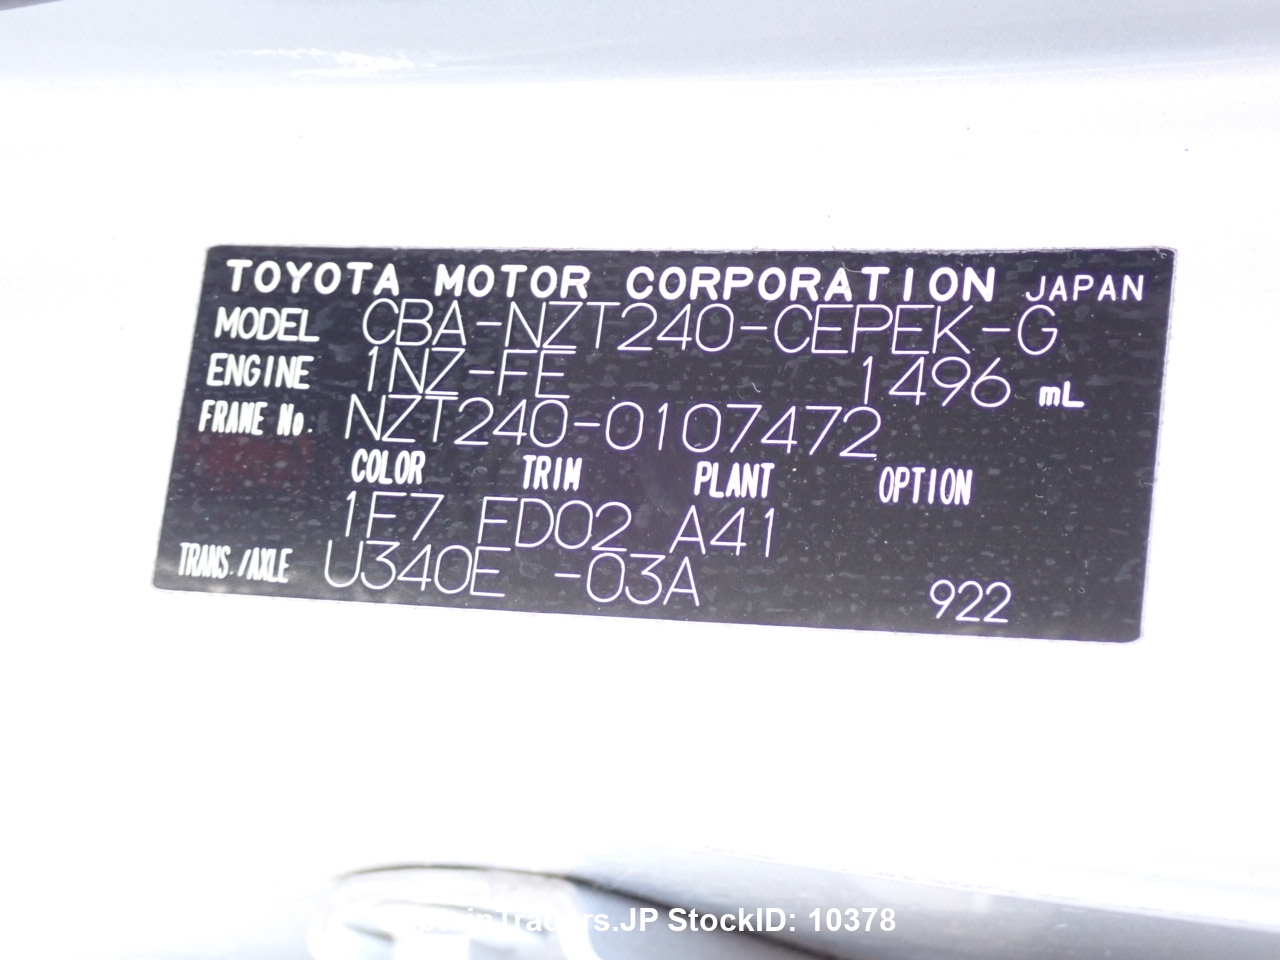 TOYOTA MOTOR CORPORATION JAPAN
MODEL CBA-NZT240-CEPEK-G
ENGINE 1NZ-FE 1496 mL
FRAME No. NZT240-0107472
COLOR TRIM PLANT OPTION
1F7 FD02 A41
TRANS./AXLE U340E -03A
922
Traders.JP StockID: 10378